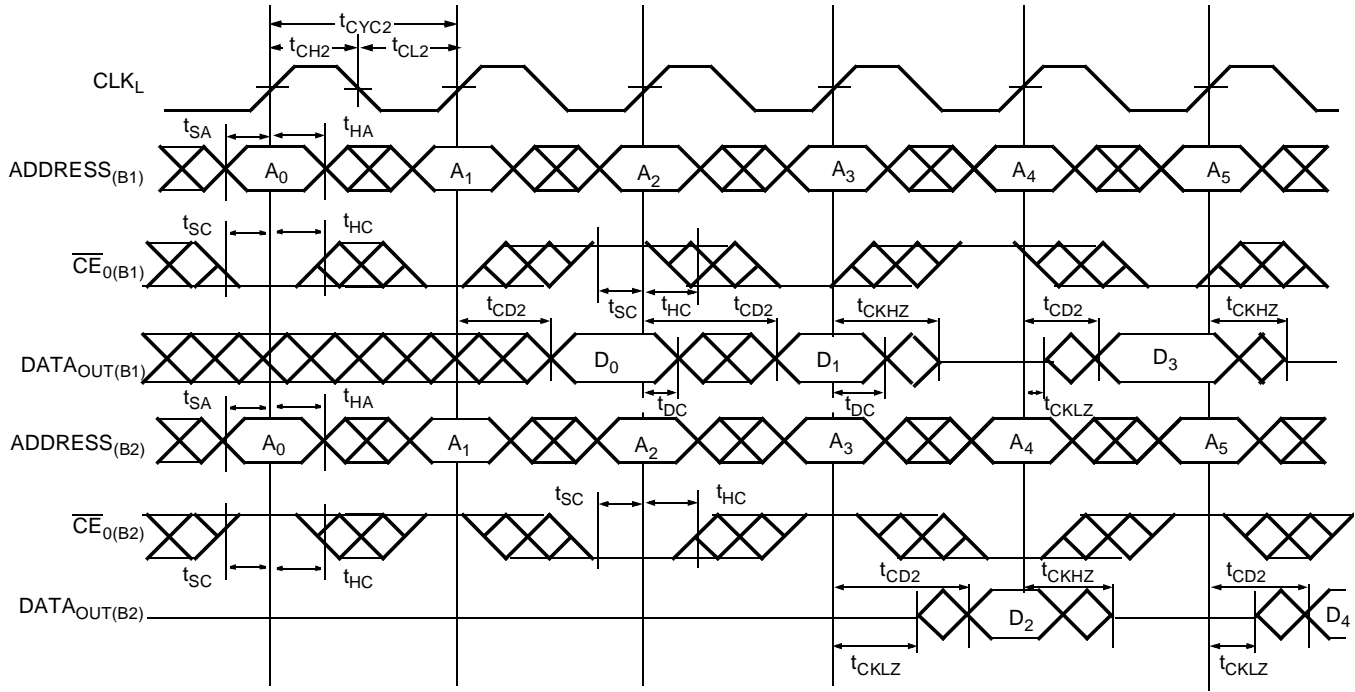 tCYC2
tCH2 tCL2
CLKL
tSA tHA
ADDRESS(B1) A0 A1 A2 A3 A4 A5
tSC tHC
CE0(B1)
tCD2 tSC tHC tCD2 tCKHZ tCD2 tCKHZ
DATAOUT(B1) D0 D1 D3
tSA tHA tDC tDC tCKLZ
ADDRESS(B2) A0 A1 A2 A3 A4 A5
tSC tHC
CE0(B2)
tSC tHC tCD2 tCKHZ tCD2
DATAOUT(B2) D2 D4
tCKLZ tCKLZ